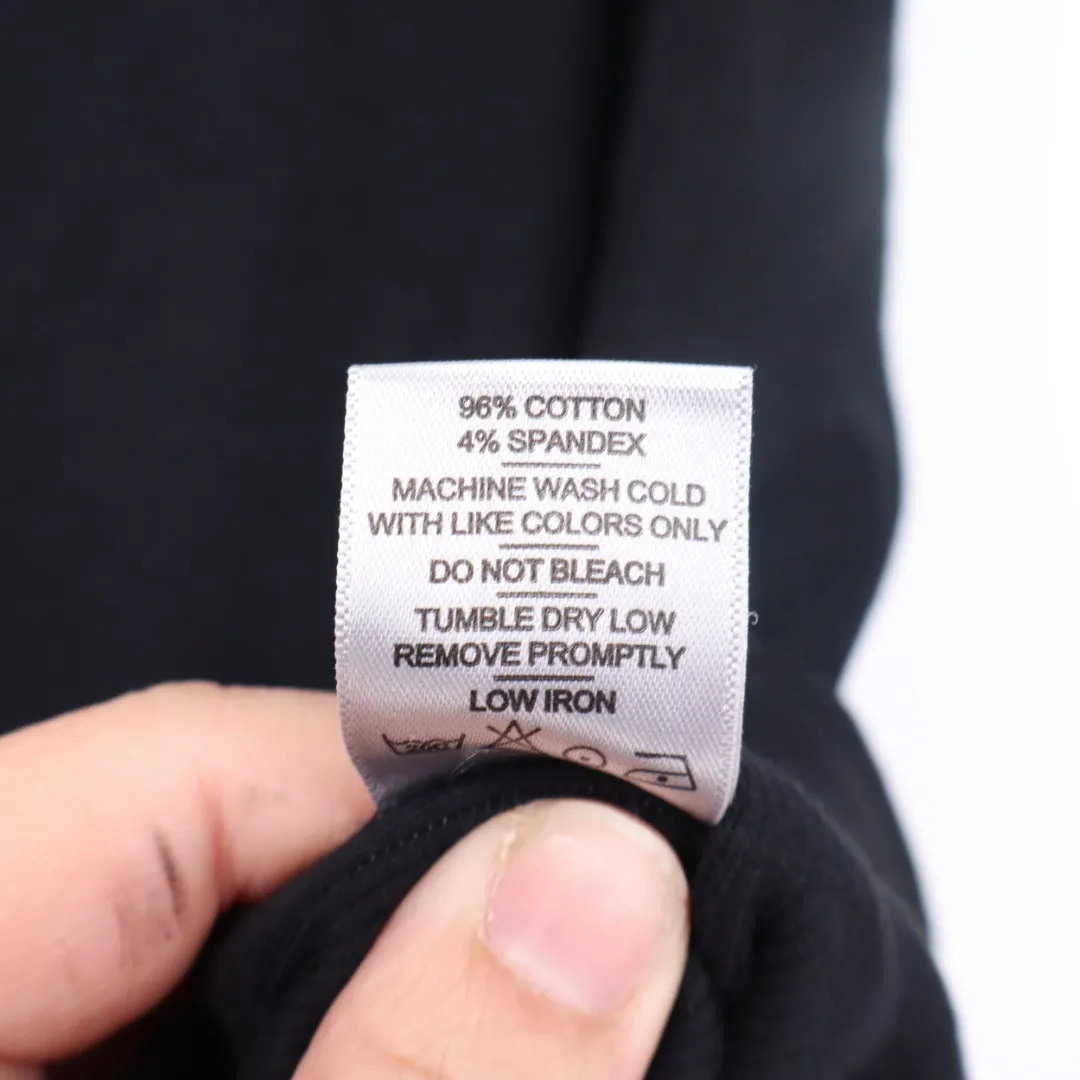 96% COTTON
4% SPANDEX
MACHINE WASH COLD
WITH LIKE COLORS ONLY
DO NOT BLEACH
TUMBLE DRY LOW
REMOVE PROMPTLY
LOW IRON